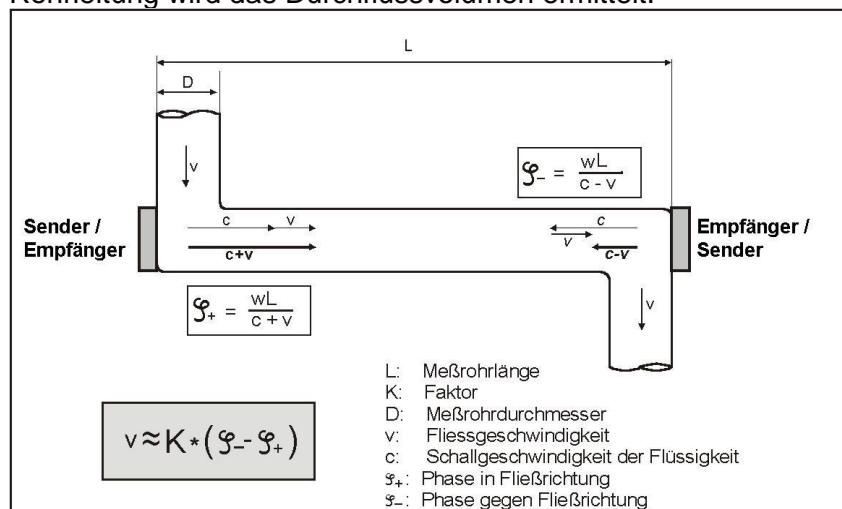 Rohrleitung wird das Durchflussvolumen ermittelt.
L
D
v
φ₋ = wL / c - v
Sender /
Empfänger
c v
c+v
c
v
c-v
Empfänger /
Sender
φ₊ = wL / c + v
v
L: Meßrohrlänge
K: Faktor
D: Meßrohrdurchmesser
v: Fliessgeschwindigkeit
c: Schallgeschwindigkeit der Flüssigkeit
φ₊: Phase in Fließrichtung
φ₋: Phase gegen Fließrichtung
v ≈ K * (φ₋ - φ₊)